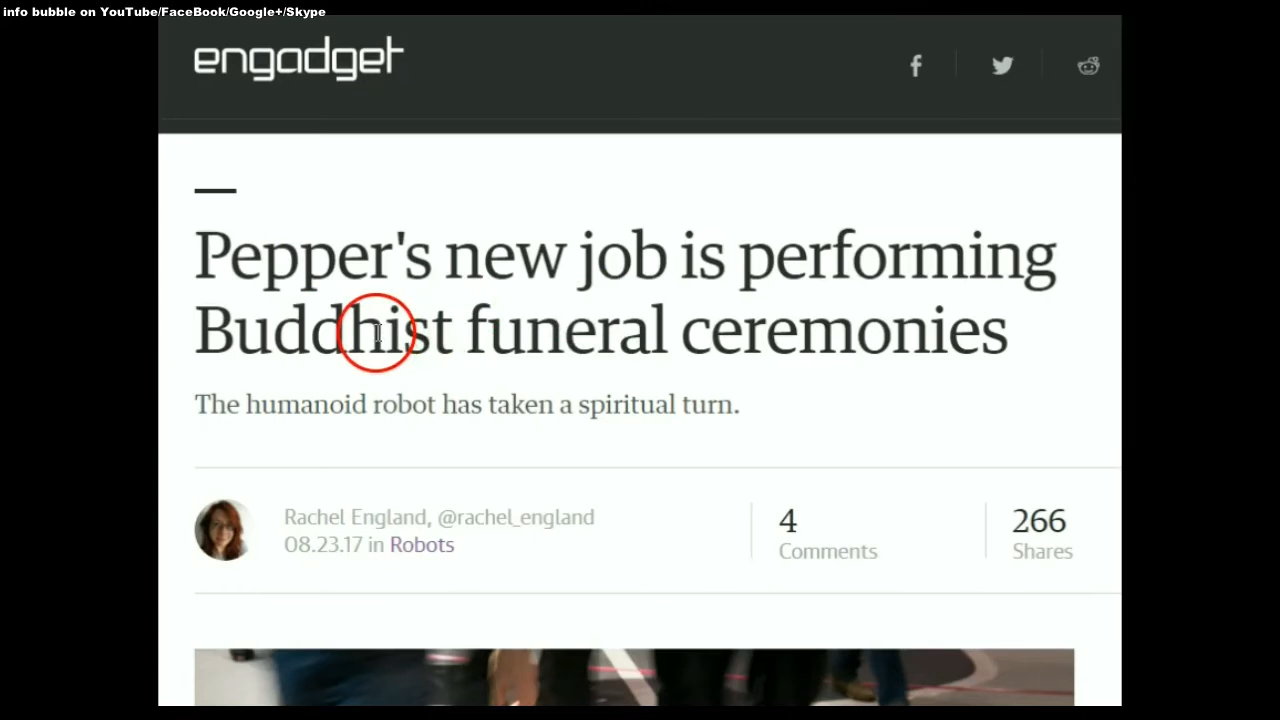 info bubble on YouTube/FaceBook/Google+/Skype
engadget
Pepper's new job is performing
Buddhist funeral ceremonies
The humanoid robot has taken a spiritual turn.
Rachel England, @rachel_england
08.23.17 in Robots
4
Comments
266
Shares